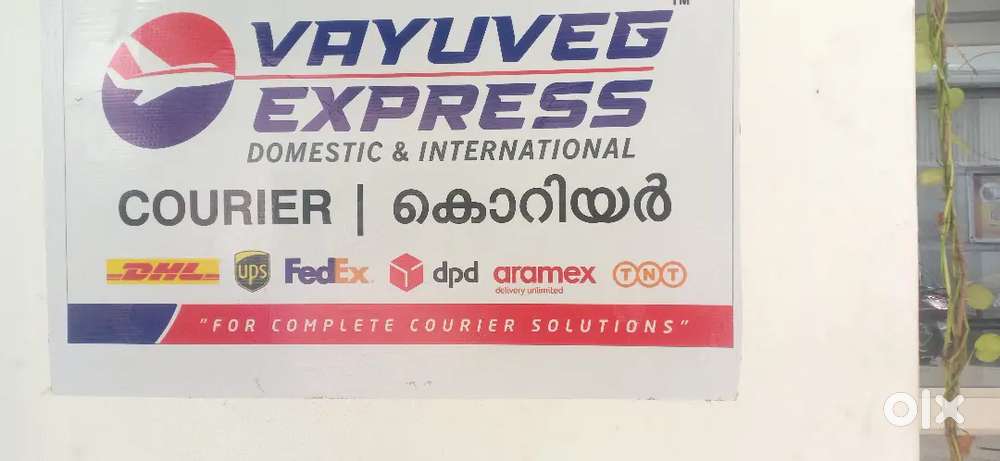 VAYUVEG TM
EXPRESS
DOMESTIC & INTERNATIONAL
COURIER | കൊറിയർ
DHL ups FedEx dpd aramex TNT
delivery unlimited
"FOR COMPLETE COURIER SOLUTIONS"
olx